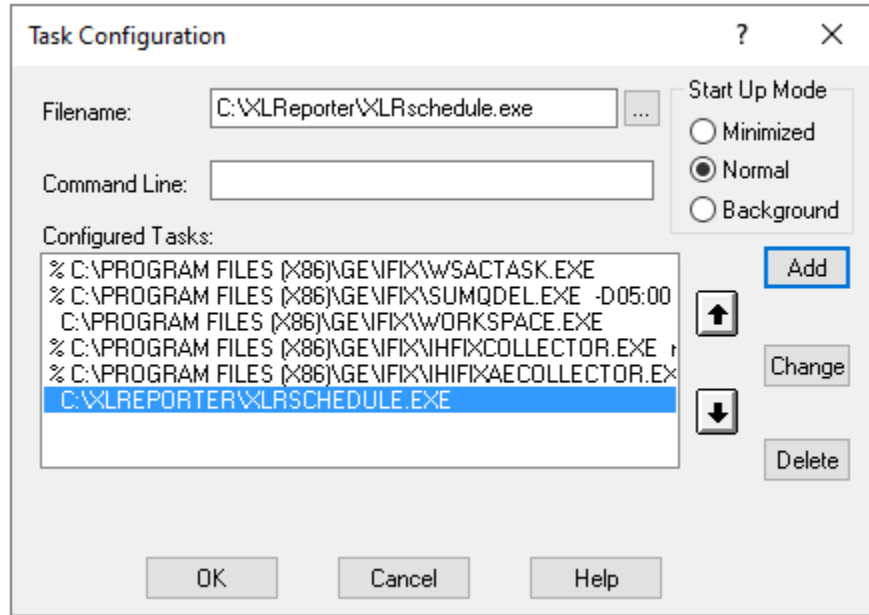 Task Configuration ? X
Filename: C:\XLReporter\XLRschedule.exe ...
Start Up Mode
Minimized
Normal
Background
Command Line:
Configured Tasks:
% C:\PROGRAM FILES (X86)\GE\IFIX\WSACTASK.EXE
% C:\PROGRAM FILES (X86)\GE\IFIX\SUMQDEL.EXE -D05:00
C:\PROGRAM FILES (X86)\GE\IFIX\WORKSPACE.EXE
% C:\PROGRAM FILES (X86)\GE\IFIX\IHFIXCOLLECTOR.EXE
% C:\PROGRAM FILES (X86)\GE\IFIX\IHIFIXAECOLLECTOR.EX
C:\XLREPORTER\XLRSCHEDULE.EXE
Add
Change
Delete
OK Cancel Help